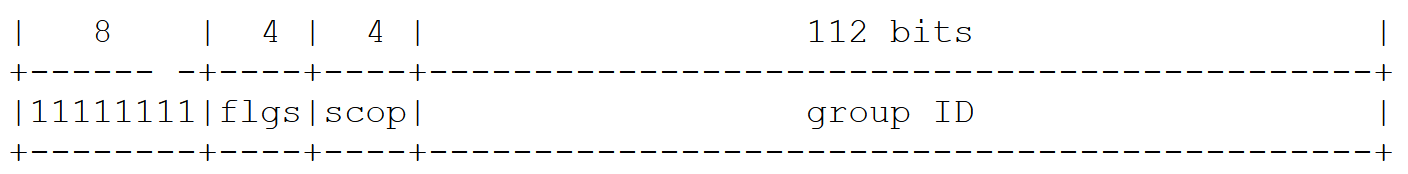 |   8    |  4 |  4 |                  112 bits                   |
+------ -+----+----+---------------------------------------------+
|11111111|flgs|scop|                  group ID                   |
+--------+----+----+---------------------------------------------+